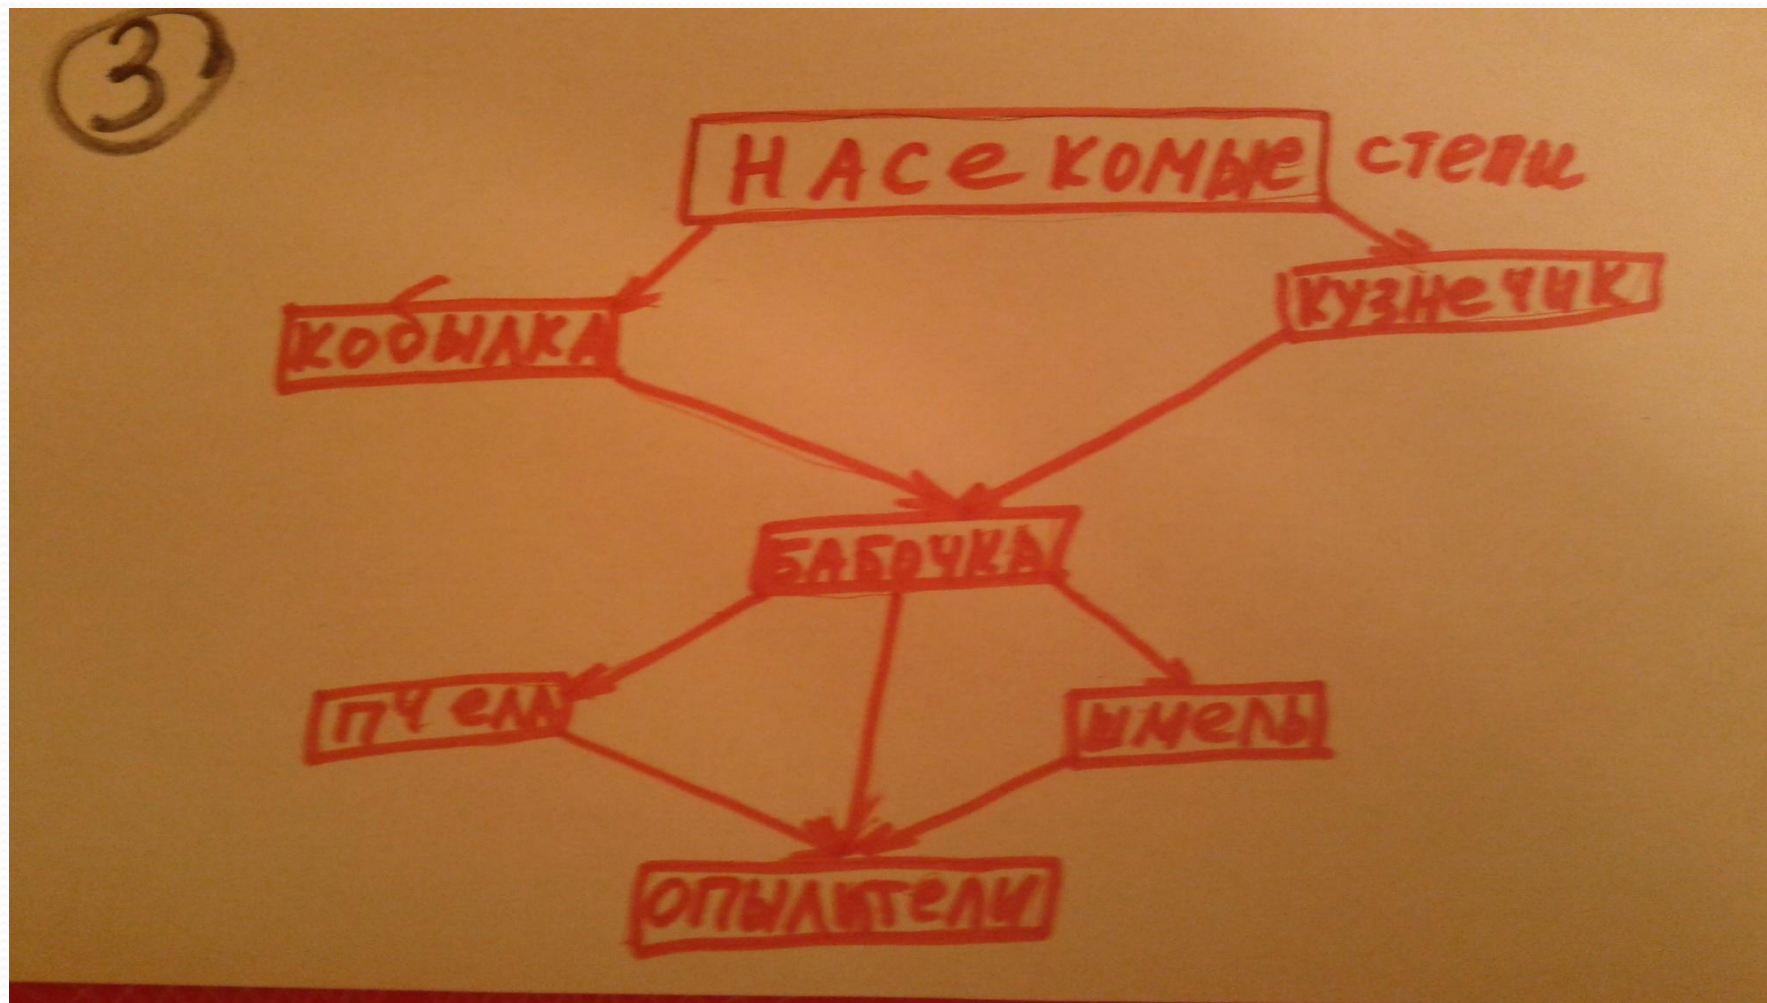 3
НАСеКОМЫе степи
кобылка
кузнечик
БАБОЧКА
пчела
шмель
опылители